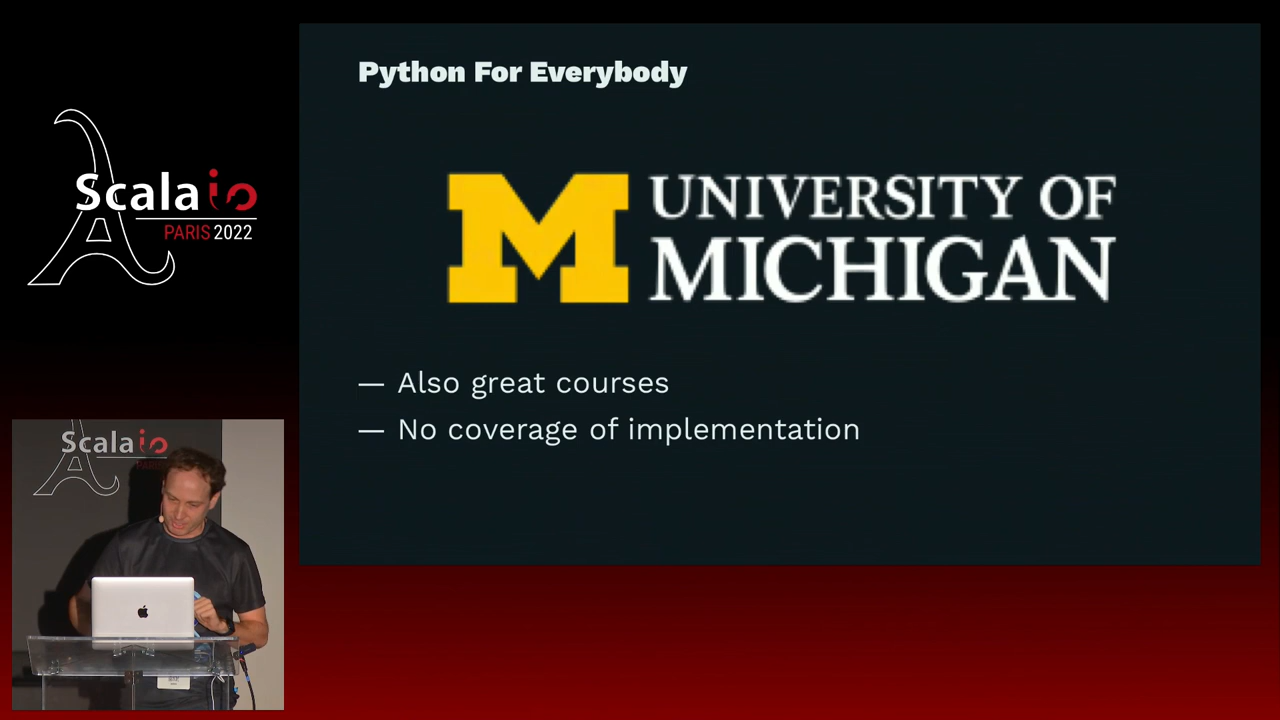 Python For Everybody
UNIVERSITY OF
MICHIGAN
— Also great courses
— No coverage of implementation
Scala io
PARIS 2022
Scala io
PARIS